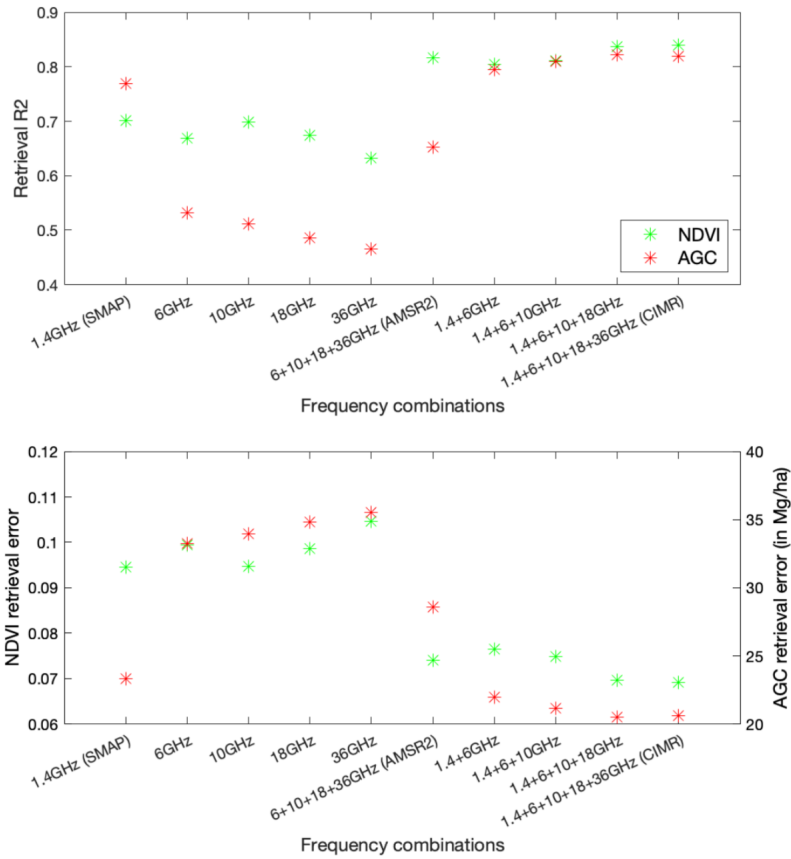 0.9
0.8
0.7
0.6
0.5
0.4
Retrieval R2
NDVI
AGC
1.4GHz (SMAP)
6GHz
10GHz
18GHz
36GHz
6+10+18+36GHz (AMSR2)
1.4+6GHz
1.4+6+10GHz
1.4+6+10+18GHz
1.4+6+10+18+36GHz (CIMR)
Frequency combinations
0.12
0.11
0.1
0.09
0.08
0.07
0.06
NDVI retrieval error
40
35
30
25
20
AGC retrieval error (in Mg/ha)
1.4GHz (SMAP)
6GHz
10GHz
18GHz
36GHz
6+10+18+36GHz (AMSR2)
1.4+6GHz
1.4+6+10GHz
1.4+6+10+18GHz
1.4+6+10+18+36GHz (CIMR)
Frequency combinations